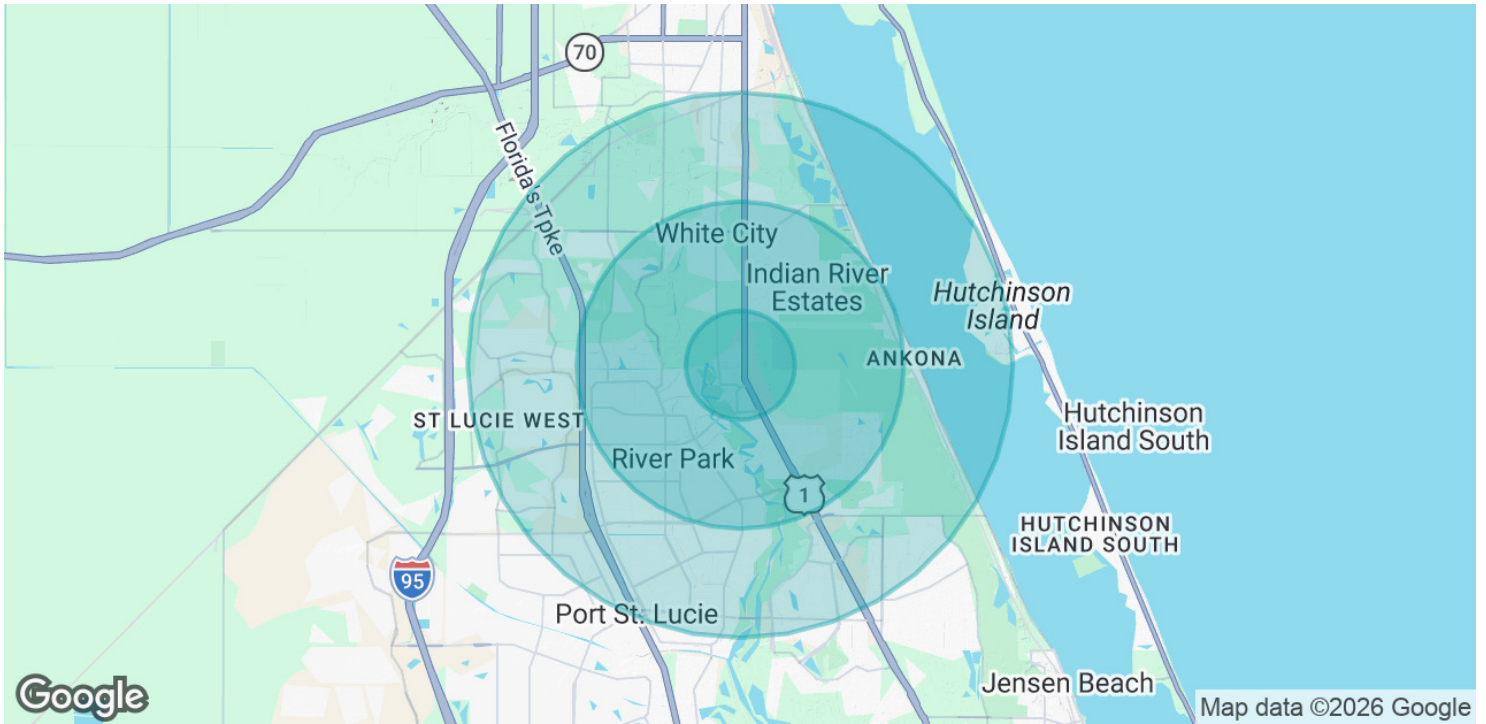 70
Florida's Tpke
White City
Indian River
Estates
Hutchinson
Island
ANKONA
ST LUCIE WEST
Hutchinson
Island South
River Park
1
HUTCHINSON
ISLAND SOUTH
95
Port St. Lucie
Jensen Beach
Google
Map data ©2026 Google